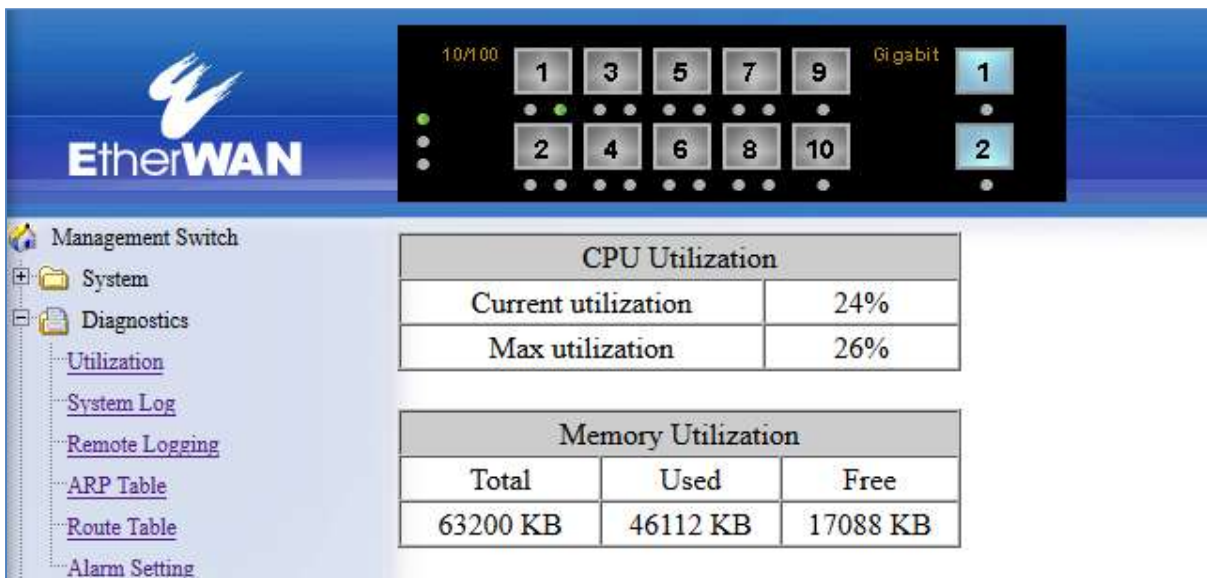 EtherWAN
10/100 1 3 5 7 9 Gigabit 1
2 4 6 8 10 2
Management Switch
System
Diagnostics
Utilization
System Log
Remote Logging
ARP Table
Route Table
Alarm Setting
CPU Utilization
Current utilization 24%
Max utilization 26%
Memory Utilization
Total Used Free
63200 KB 46112 KB 17088 KB